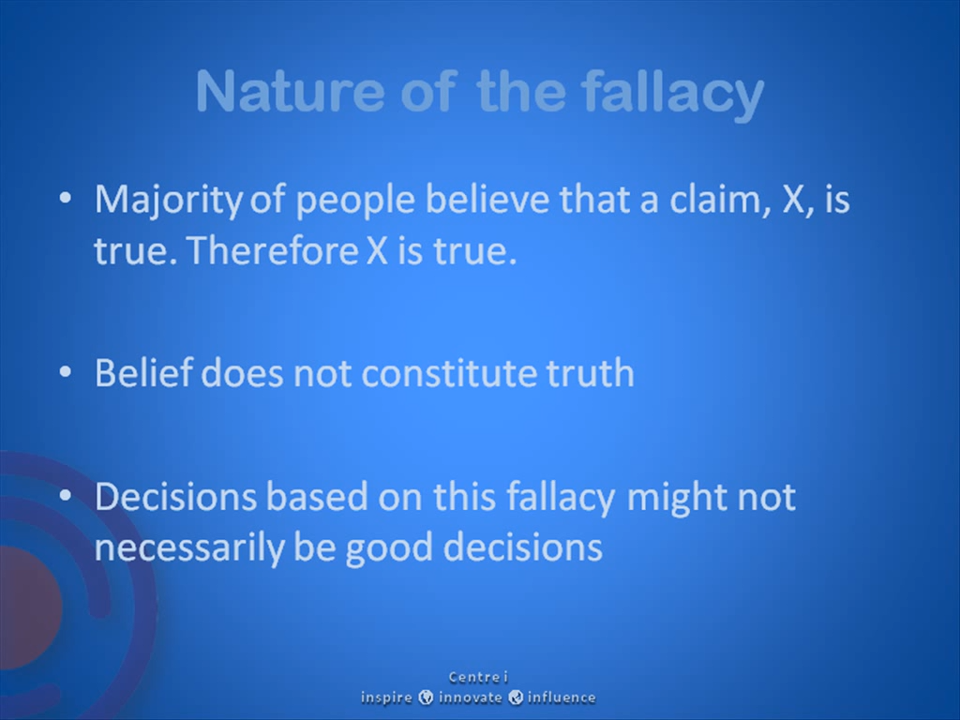 Nature of the fallacy
• Majority of people believe that a claim, X, is
true. Therefore X is true.
• Belief does not constitute truth
• Decisions based on this fallacy might not
necessarily be good decisions
Centre i
inspire innovate influence